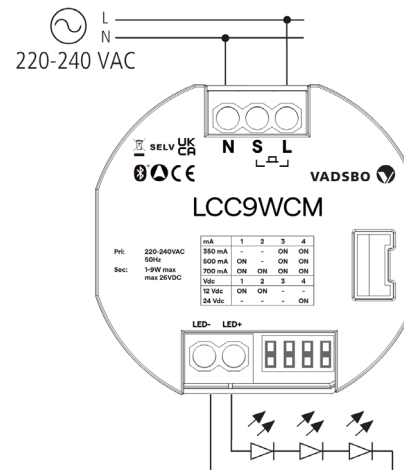 L
N
220-240 VAC
N S L
SELV UK CA
CE
VADSBO
LCC9WCM
Pri: 220-240VAC
50Hz
Sec: 1-9W max
max 26VDC
mA 1 2 3 4
350 mA - - ON ON
500 mA ON - ON ON
700 mA ON ON ON ON
Vdc 1 2 3 4
12 Vdc ON ON - -
24 Vdc - - - ON
LED- LED+